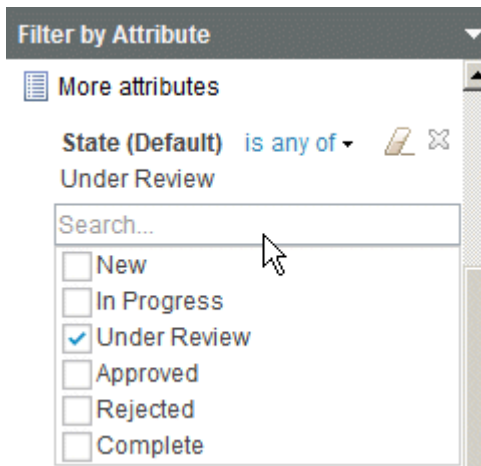 Filter by Attribute
More attributes
State (Default) is any of
Under Review
Search...
New
In Progress
Under Review
Approved
Rejected
Complete